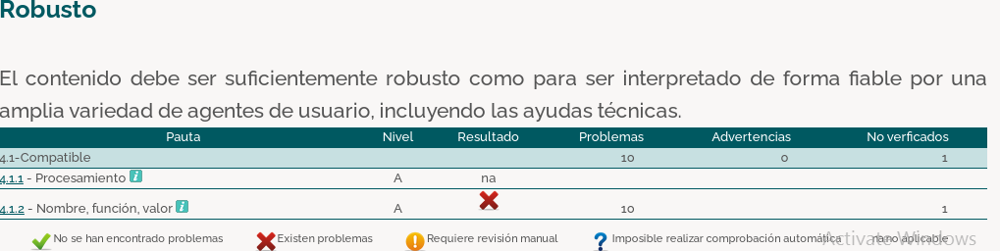 Robusto
El contenido debe ser suficientemente robusto como para ser interpretado de forma fiable por una
amplia variedad de agentes de usuario, incluyendo las ayudas técnicas.
Pauta Nivel Resultado Problemas Advertencias No verficados
4.1-Compatible 10 0 1
4.1.1 - Procesamiento i A na
4.1.2 - Nombre, función, valor i A 10 1
No se han encontrado problemas Existen problemas ! Requiere revisión manual ? Imposible realizar comprobación automática na no aplicable
Activate Windows